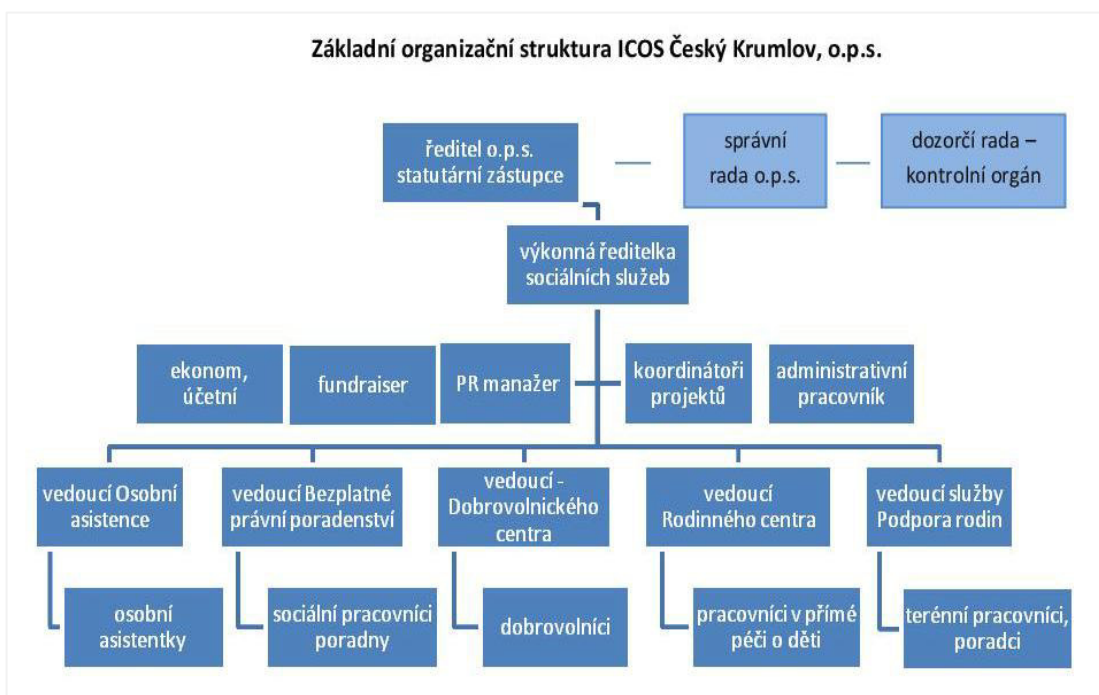 Základní organizační struktura ICOS Český Krumlov, o.p.s.
ředitel o.p.s.
statutární zástupce
správní
rada o.p.s.
dozorčí rada –
kontrolní orgán
výkonná ředitelka
sociálních služeb
ekonom,
účetní
fundraiser
PR manažer
koordinátoři
projektů
administrativní
pracovník
vedoucí Osobní
asistence
vedoucí Bezplatné
právní poradenství
vedoucí -
Dobrovolnického
centra
vedoucí
Rodinného centra
vedoucí služby
Podpora rodin
osobní
asistentky
sociální pracovníci
poradny
dobrovolníci
pracovníci v přímé
péči o děti
terénní pracovníci,
poradci